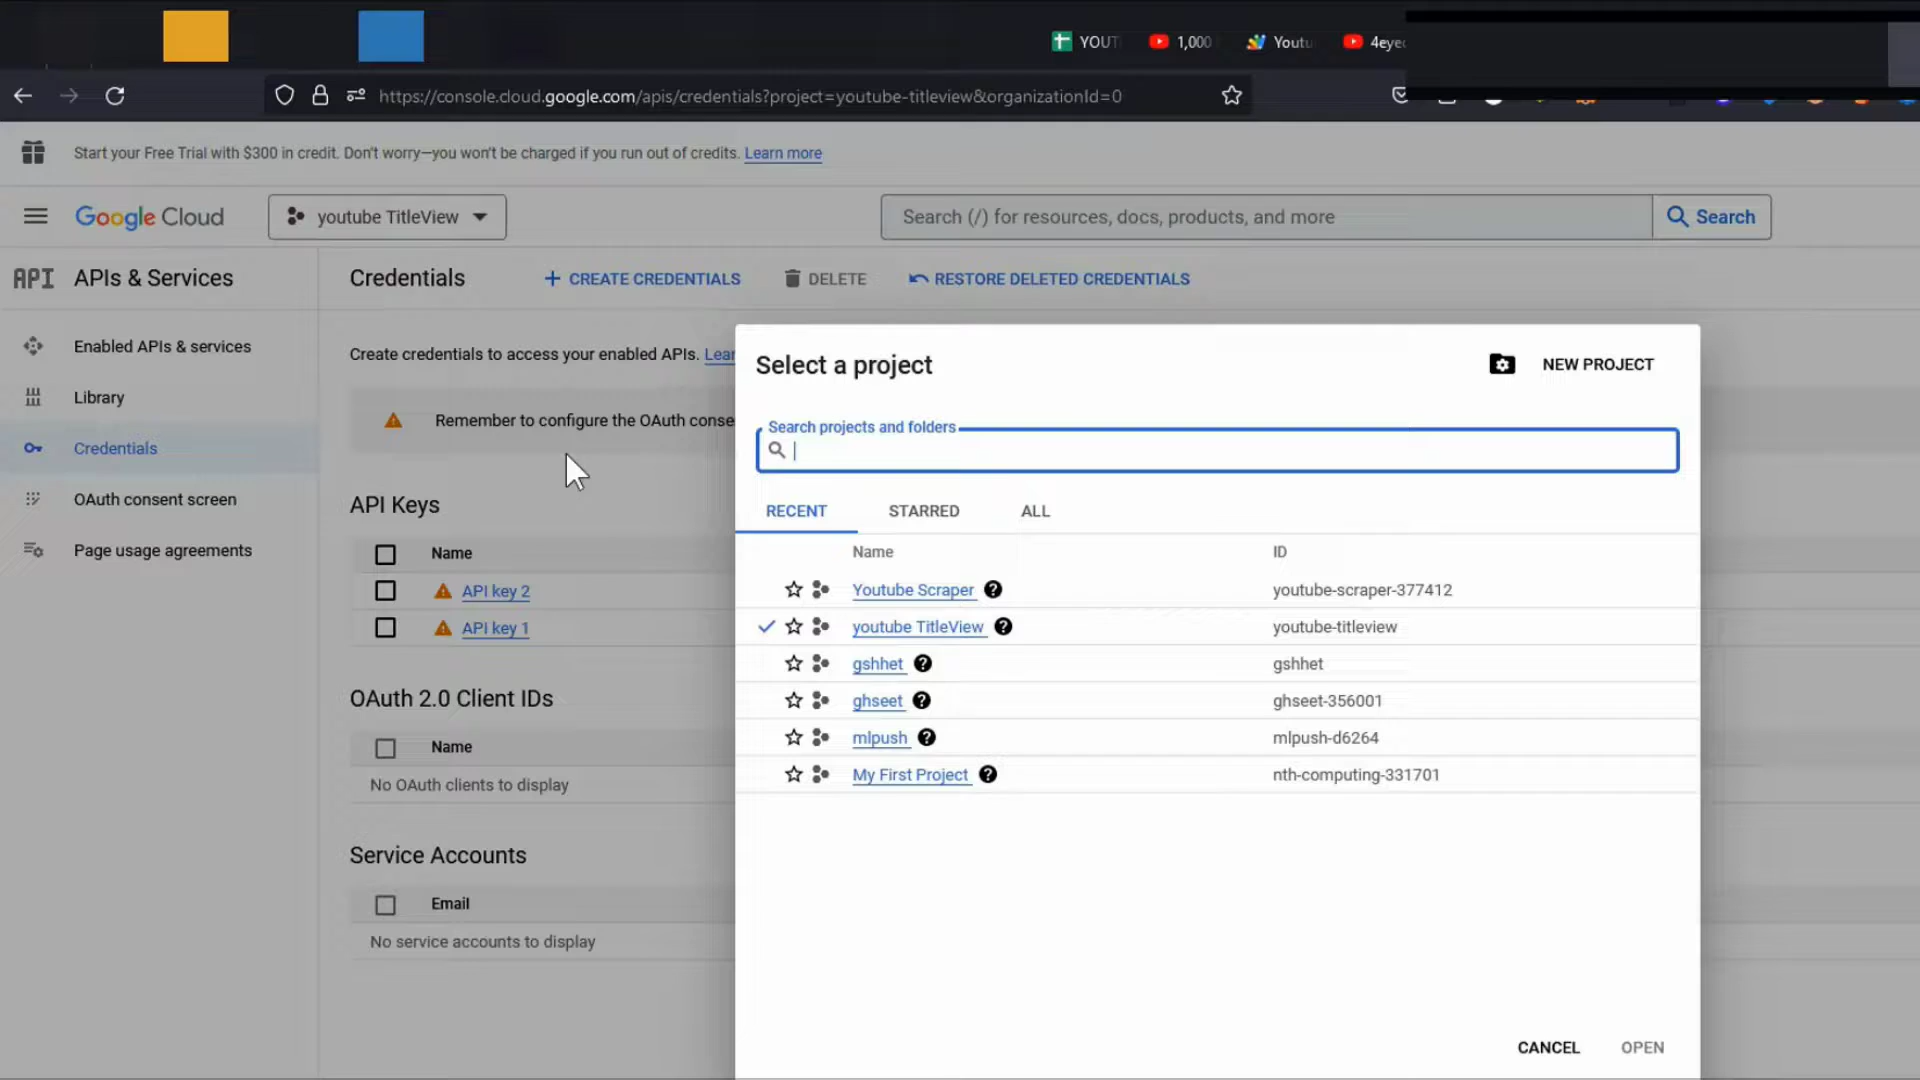 YOUT
1,000
Youtu
4eyed
https://console.cloud.google.com/apis/credentials?project=youtube-titleview&organizationId=0
Start your Free Trial with $300 in credit. Don't worry—you won't be charged if you run out of credits. Learn more
Google Cloud
youtube TitleView
Search (/) for resources, docs, products, and more
Search
API APIs & Services
Credentials
CREATE CREDENTIALS
DELETE
RESTORE DELETED CREDENTIALS
Enabled APIs & services
Library
Credentials
OAuth consent screen
Page usage agreements
Create credentials to access your enabled APIs. Lear
Remember to configure the OAuth conse
API Keys
Name
API key 2
API key 1
OAuth 2.0 Client IDs
Name
No OAuth clients to display
Service Accounts
Email
No service accounts to display
Select a project
NEW PROJECT
Search projects and folders
RECENT
STARRED
ALL
Name ID
Youtube Scraper youtube-scraper-377412
youtube TitleView youtube-titleview
gshhet gshhet
ghseet ghseet-356001
mlpush mlpush-d6264
My First Project nth-computing-331701
CANCEL
OPEN